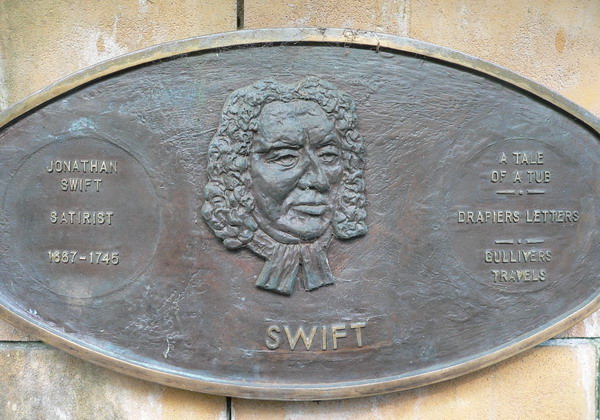 JONATHAN
SWIFT
SATIRIST
1667-1745
SWIFT
A TALE
OF A TUB
DRAPIERS LETTERS
GULLIVERS
TRAVELS